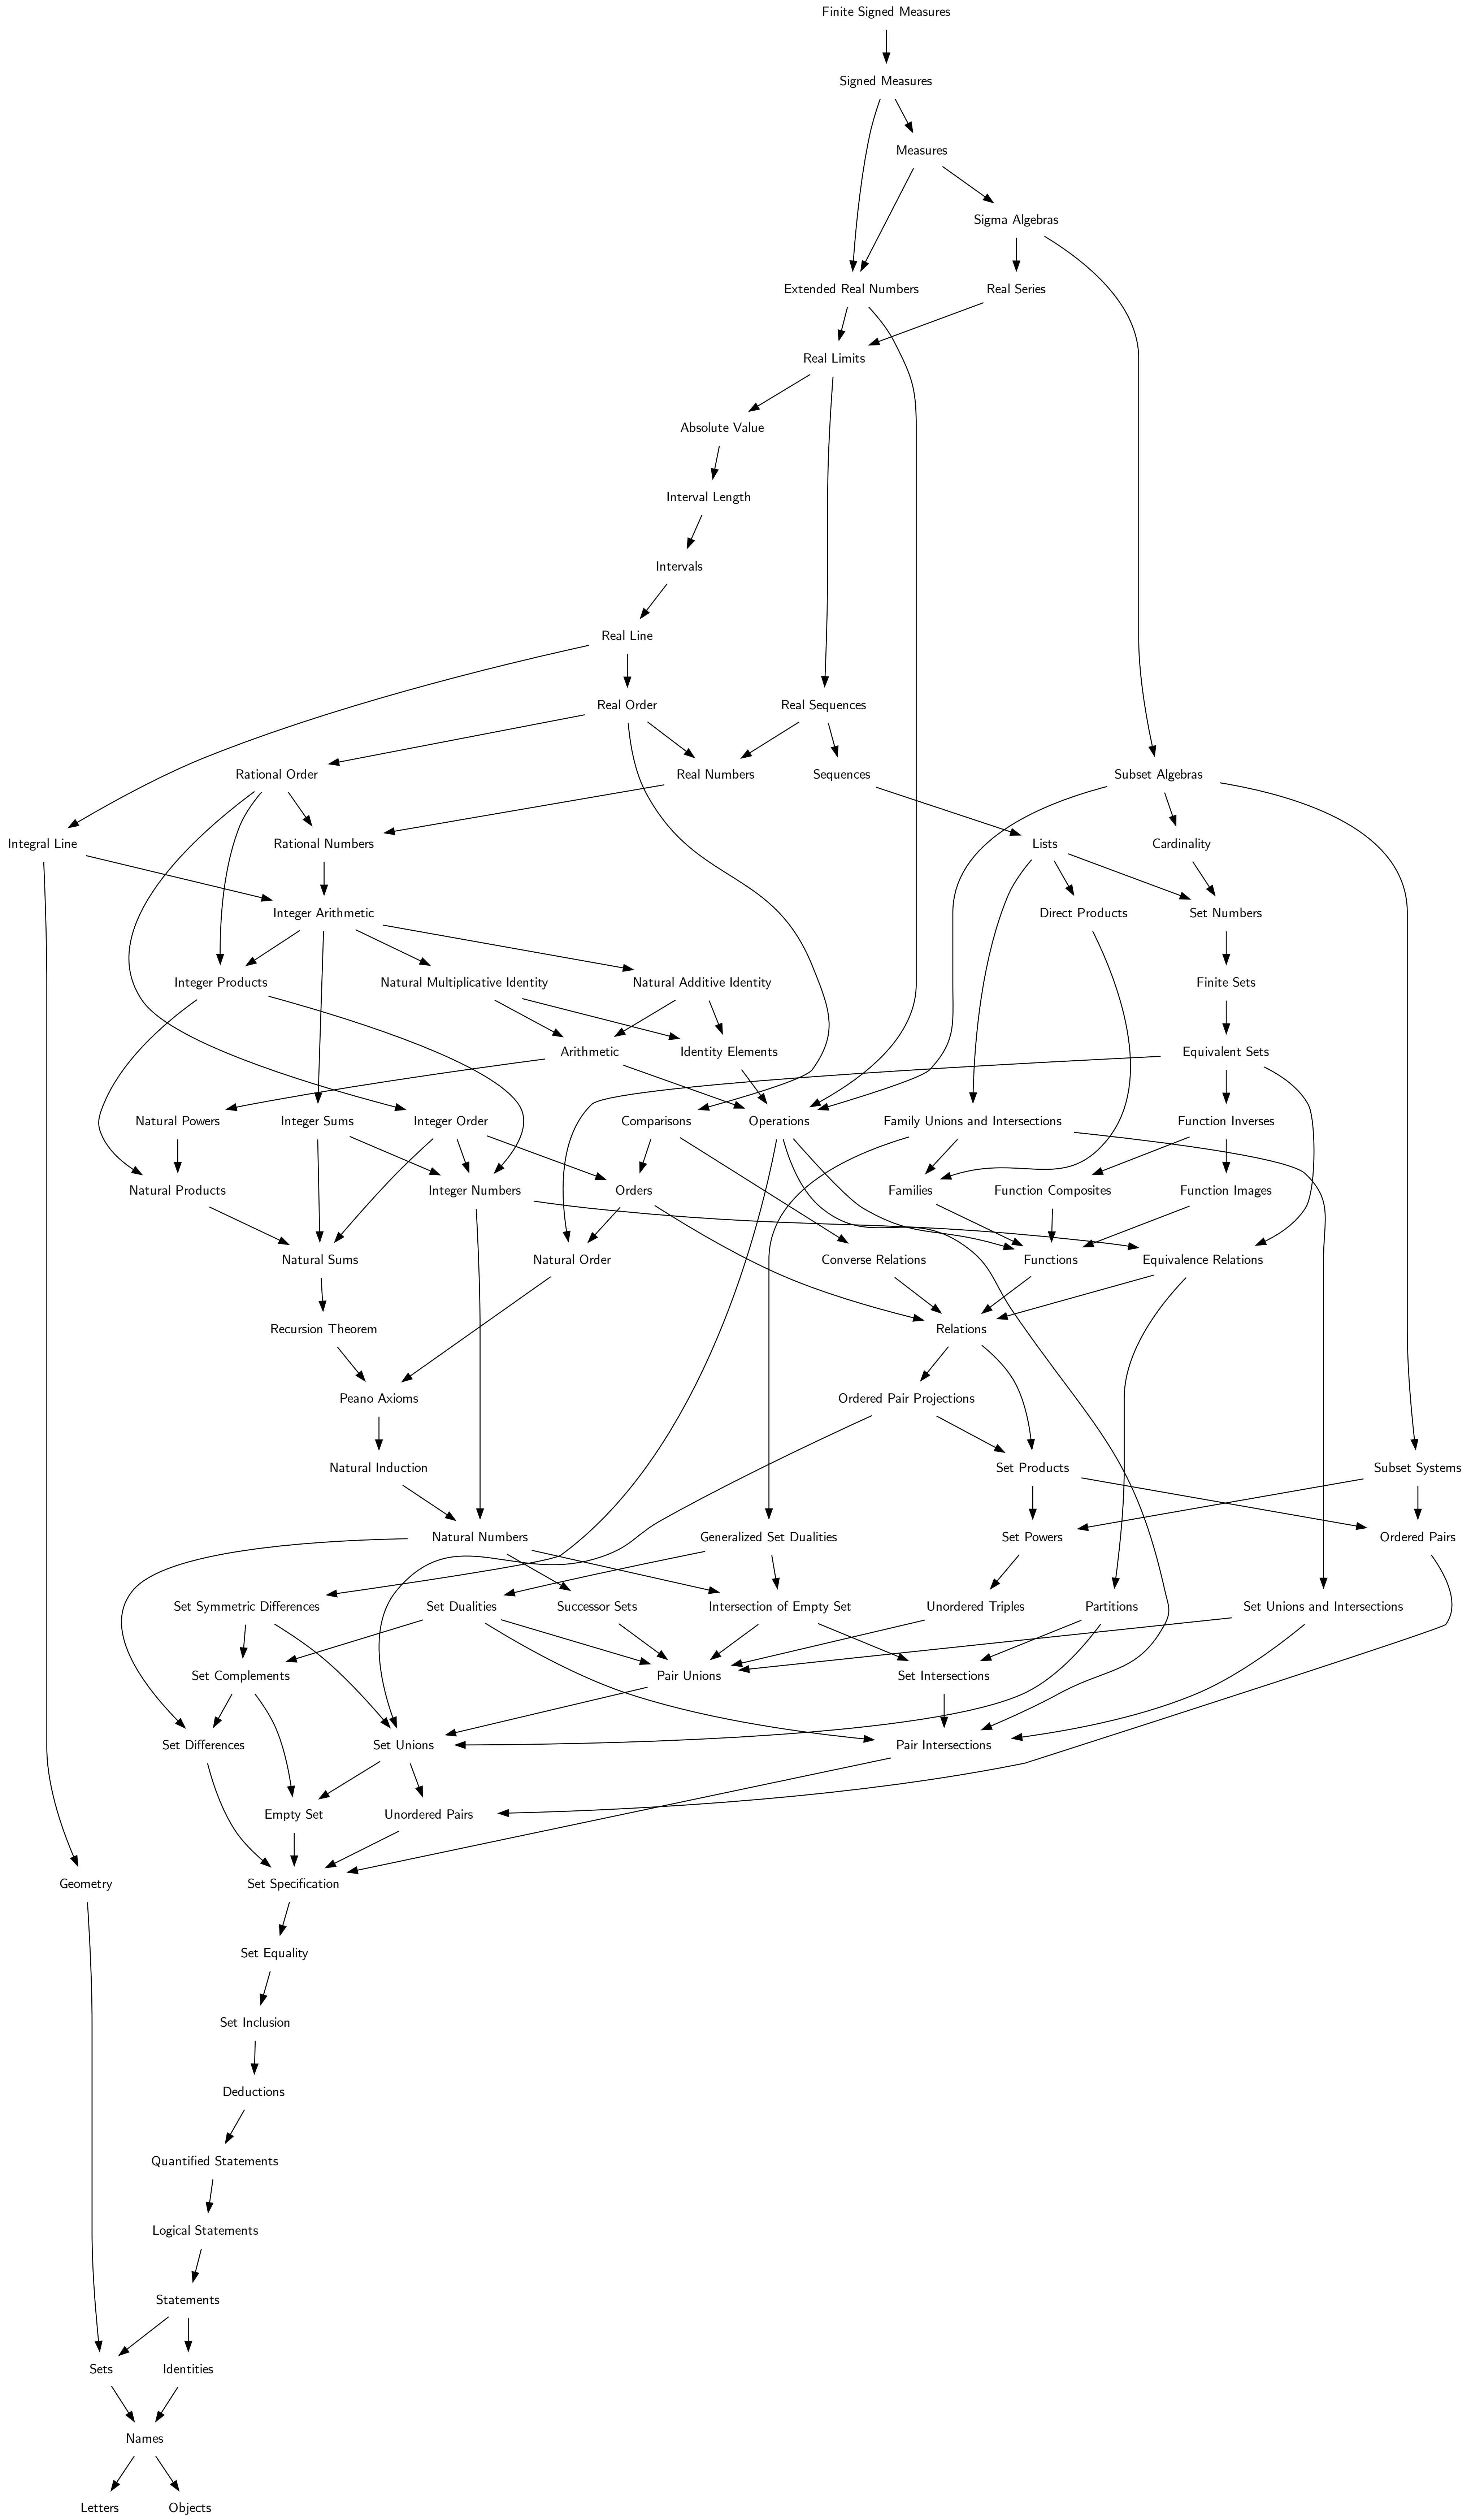 Finite Signed Measures
Signed Measures
Measures
Sigma Algebras
Extended Real Numbers
Real Series
Real Limits
Absolute Value
Interval Length
Intervals
Real Line
Real Order
Real Sequences
Rational Order
Real Numbers
Sequences
Subset Algebras
Integral Line
Rational Numbers
Lists
Cardinality
Integer Arithmetic
Direct Products
Set Numbers
Integer Products
Natural Multiplicative Identity
Natural Additive Identity
Finite Sets
Arithmetic
Identity Elements
Equivalent Sets
Natural Powers
Integer Sums
Integer Order
Comparisons
Operations
Family Unions and Intersections
Function Inverses
Natural Products
Integer Numbers
Orders
Families
Function Composites
Function Images
Natural Sums
Natural Order
Converse Relations
Functions
Equivalence Relations
Recursion Theorem
Relations
Peano Axioms
Ordered Pair Projections
Natural Induction
Set Products
Subset Systems
Natural Numbers
Generalized Set Dualities
Set Powers
Ordered Pairs
Set Symmetric Differences
Set Dualities
Successor Sets
Intersection of Empty Set
Unordered Triples
Partitions
Set Unions and Intersections
Set Complements
Pair Unions
Set Intersections
Set Differences
Set Unions
Pair Intersections
Empty Set
Unordered Pairs
Geometry
Set Specification
Set Equality
Set Inclusion
Deductions
Quantified Statements
Logical Statements
Statements
Sets
Identities
Names
Letters
Objects